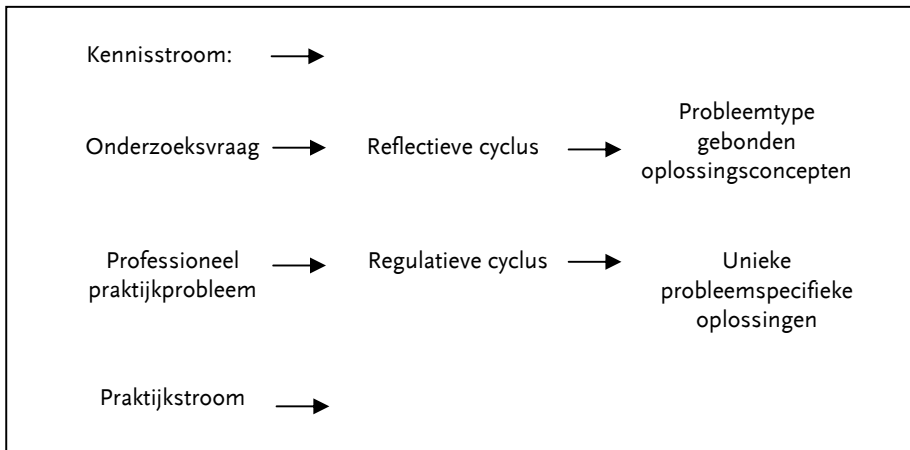 Kennisstroom:
Onderzoeksvraag
Reflectieve cyclus
Probleemtype
gebonden
oplossingsconcepten
Professioneel
praktijkprobleem
Regulatieve cyclus
Unieke
probleemspecifieke
oplossingen
Praktijkstroom